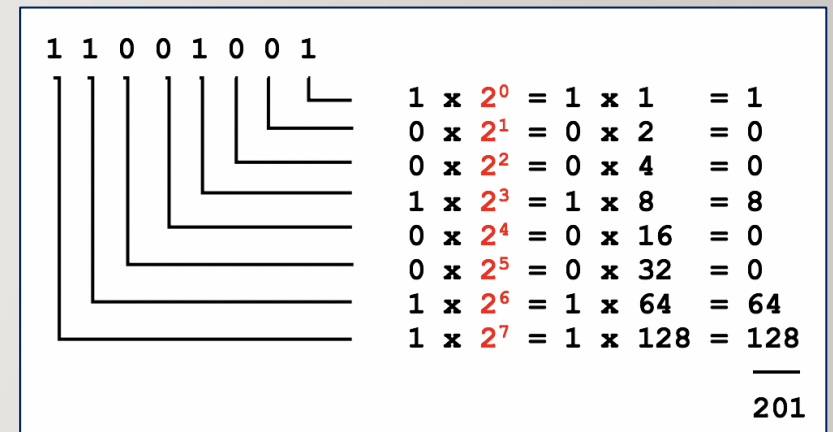 1 1 0 0 1 0 0 1
1 x 2⁰ = 1 x 1 = 1
0 x 2¹ = 0 x 2 = 0
0 x 2² = 0 x 4 = 0
1 x 2³ = 1 x 8 = 8
0 x 2⁴ = 0 x 16 = 0
0 x 2⁵ = 0 x 32 = 0
1 x 2⁶ = 1 x 64 = 64
1 x 2⁷ = 1 x 128 = 128
201